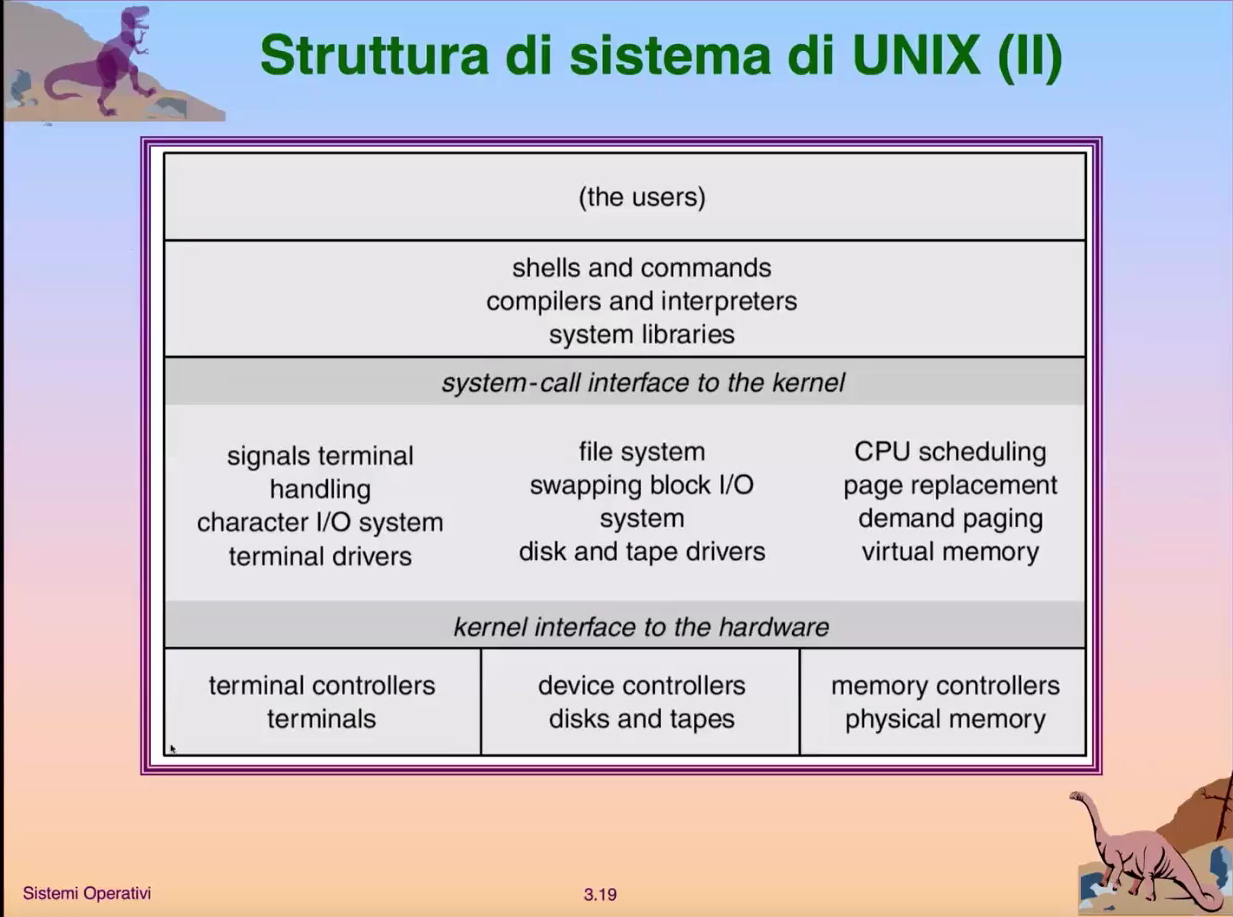 Struttura di sistema di UNIX (II)
(the users)
shells and commands
compilers and interpreters
system libraries
system-call interface to the kernel
signals terminal
handling
character I/O system
terminal drivers
file system
swapping block I/O
system
disk and tape drivers
CPU scheduling
page replacement
demand paging
virtual memory
kernel interface to the hardware
terminal controllers
terminals
device controllers
disks and tapes
memory controllers
physical memory
Sistemi Operativi
3.19